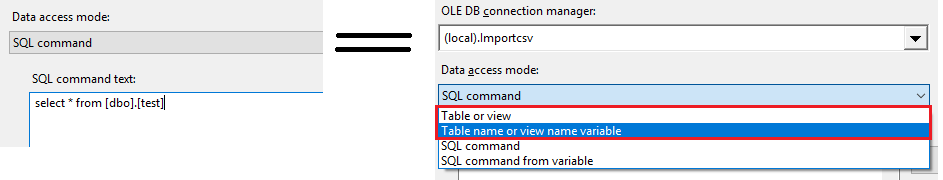 Data access mode:
SQL command
SQL command text:
select * from [dbo].[test]
OLE DB connection manager:
(local).Importcsv
Data access mode:
SQL command
Table or view
Table name or view name variable
SQL command
SQL command from variable